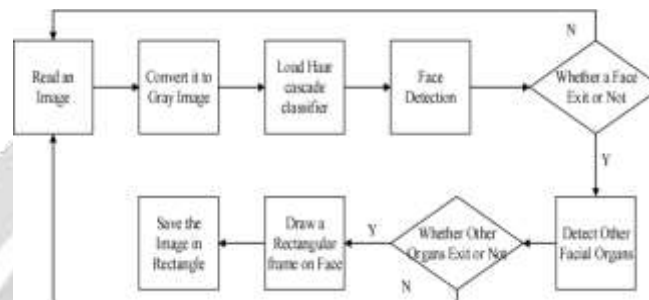 N
Read an
Image
Convert it to
Gray Image
Load Haar
cascade
classifier
Face
Detection
Whether a Face
Exit or Not
Y
Save the
Image in
Rectangle
Draw a
Rectangular
frame on Face
Y
Whether Other
Organs Exit or Not
N
Detect Other
Facial Organs